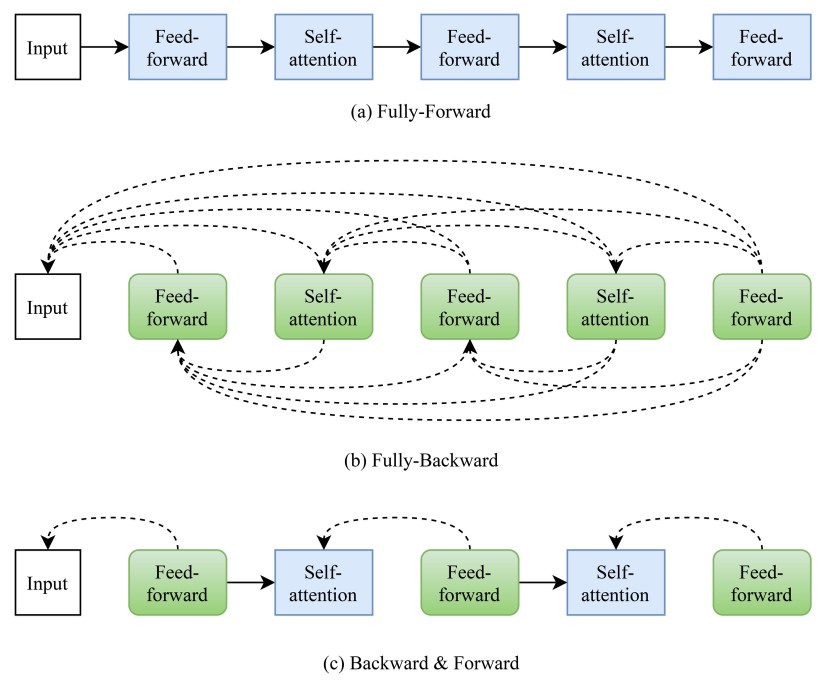 Input
Feed-
forward
Self-
attention
Feed-
forward
Self-
attention
Feed-
forward
(a) Fully-Forward
Input
Feed-
forward
Self-
attention
Feed-
forward
Self-
attention
Feed-
forward
(b) Fully-Backward
Input
Feed-
forward
Self-
attention
Feed-
forward
Self-
attention
Feed-
forward
(c) Backward & Forward